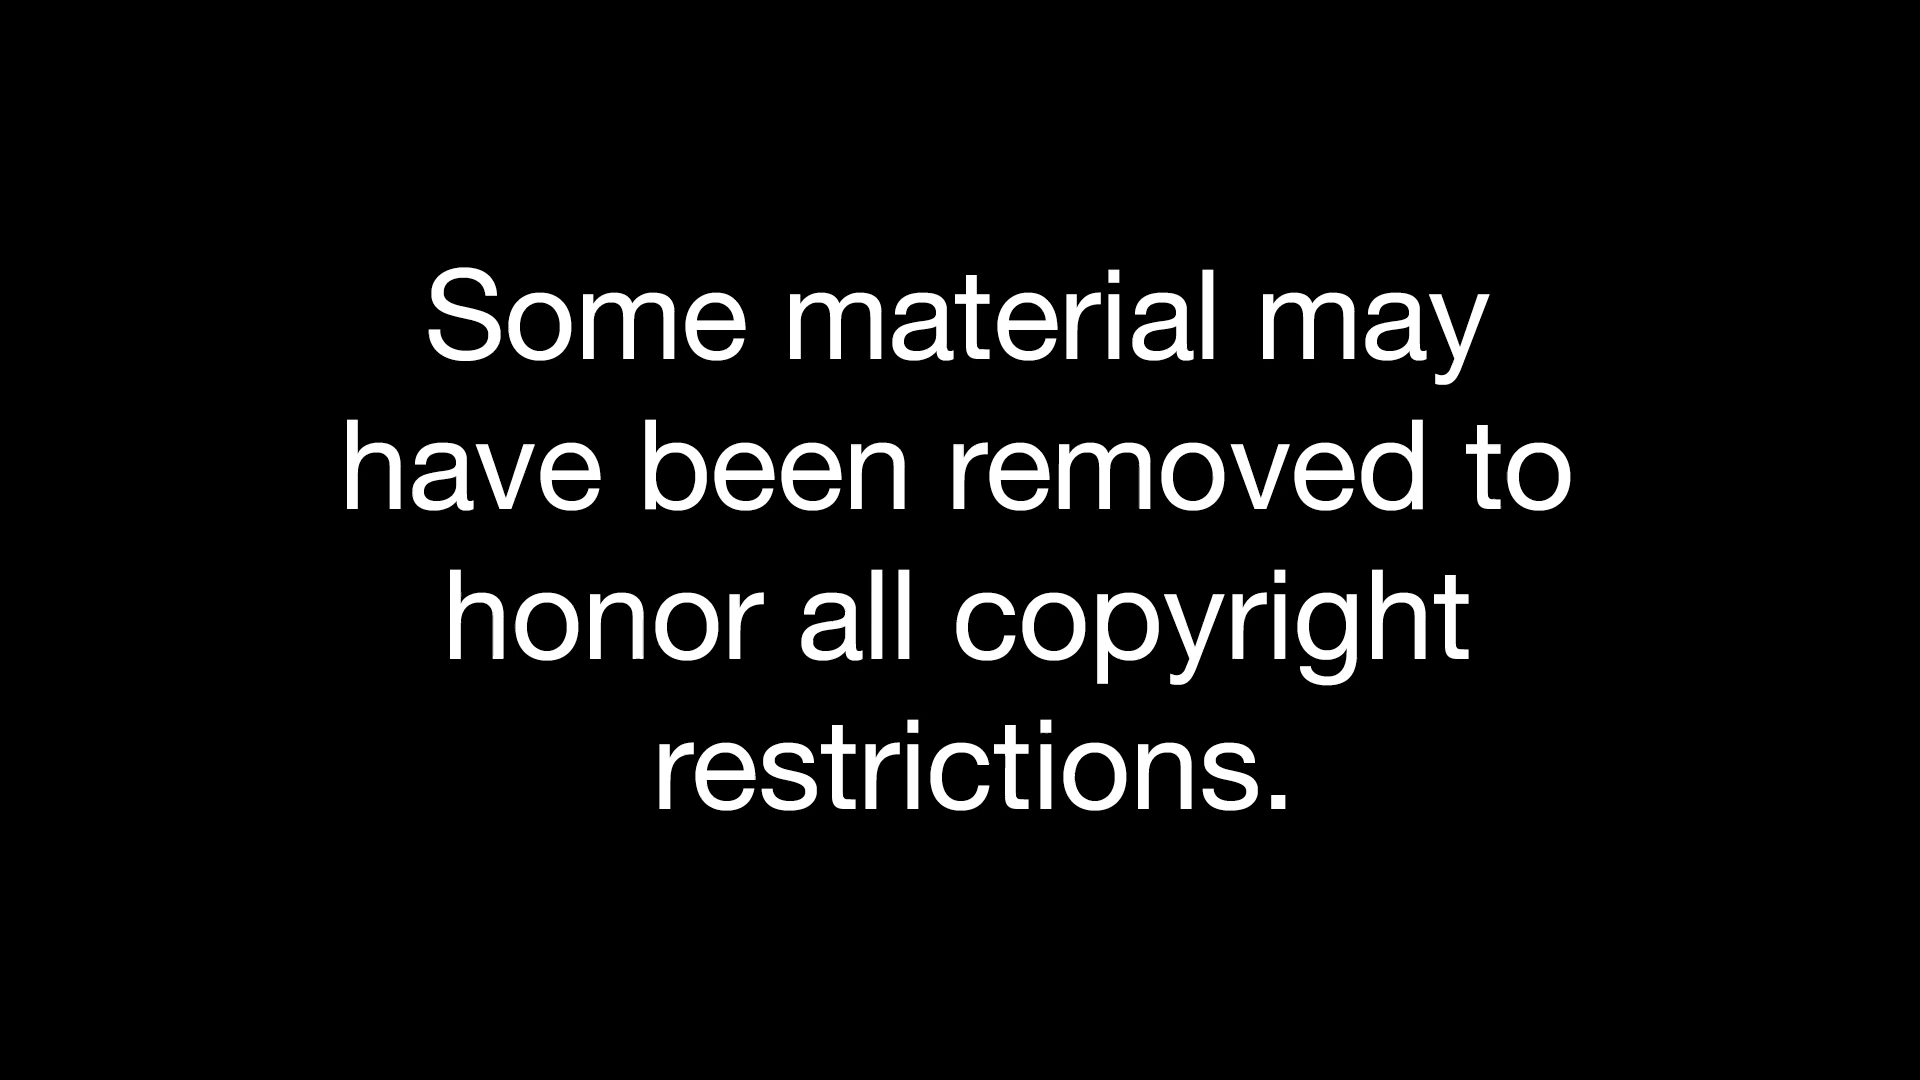 Some material may
have been removed to
honor all copyright
restrictions.